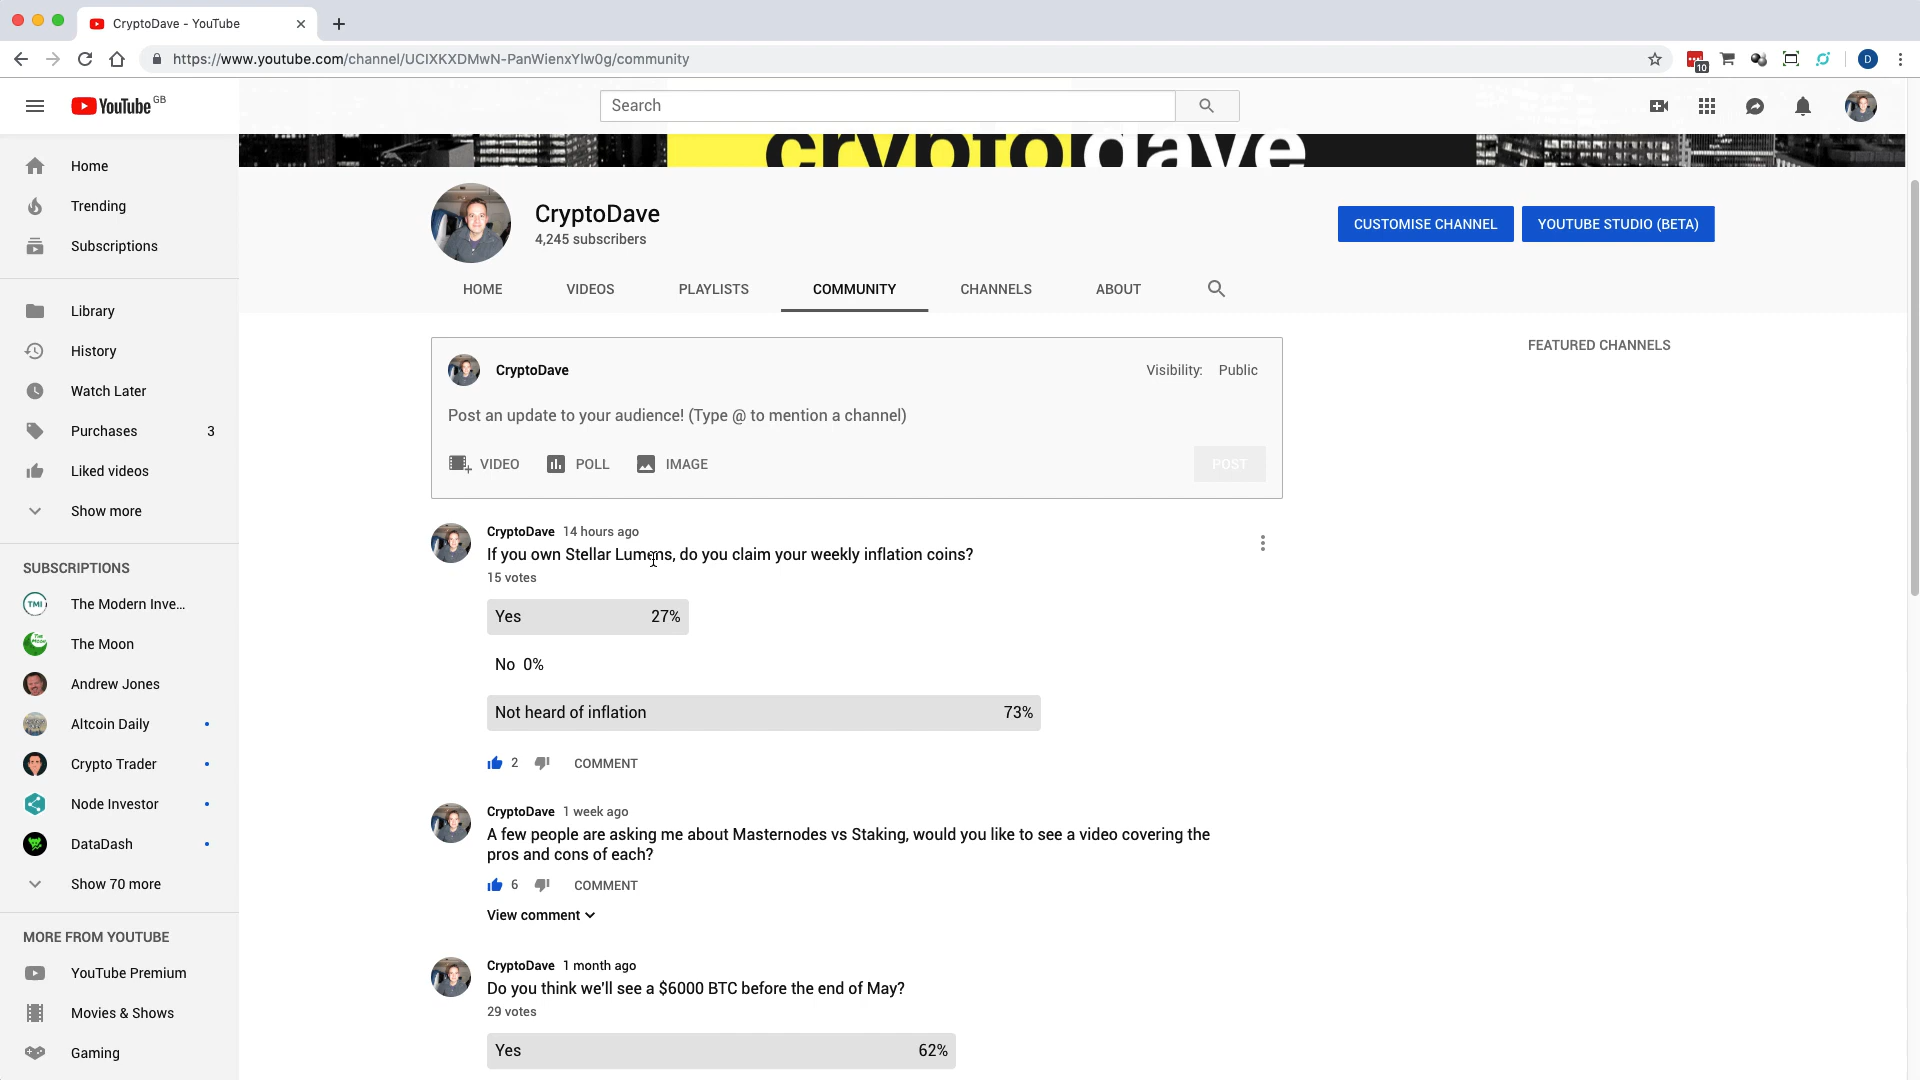 CryptoDave - YouTube
https://www.youtube.com/channel/UCIXKXDMwN-PanWienxYlw0g/community
10
D
YouTube GB
Search
cryptodave
Home
Trending
Subscriptions
Library
History
Watch Later
Purchases 3
Liked videos
Show more
SUBSCRIPTIONS
TMI
The Modern Inve...
The Moon
Andrew Jones
Altcoin Daily
Crypto Trader
Node Investor
DataDash
Show 70 more
MORE FROM YOUTUBE
YouTube Premium
Movies & Shows
Gaming
CryptoDave
4,245 subscribers
CUSTOMISE CHANNEL
YOUTUBE STUDIO (BETA)
HOME VIDEOS PLAYLISTS COMMUNITY CHANNELS ABOUT
FEATURED CHANNELS
CryptoDave
Visibility: Public
Post an update to your audience! (Type @ to mention a channel)
VIDEO POLL IMAGE POST
CryptoDave 14 hours ago
If you own Stellar Lumens, do you claim your weekly inflation coins?
15 votes
Yes 27%
No 0%
Not heard of inflation 73%
2 COMMENT
CryptoDave 1 week ago
A few people are asking me about Masternodes vs Staking, would you like to see a video covering the
pros and cons of each?
6 COMMENT
View comment
CryptoDave 1 month ago
Do you think we'll see a $6000 BTC before the end of May?
29 votes
Yes 62%